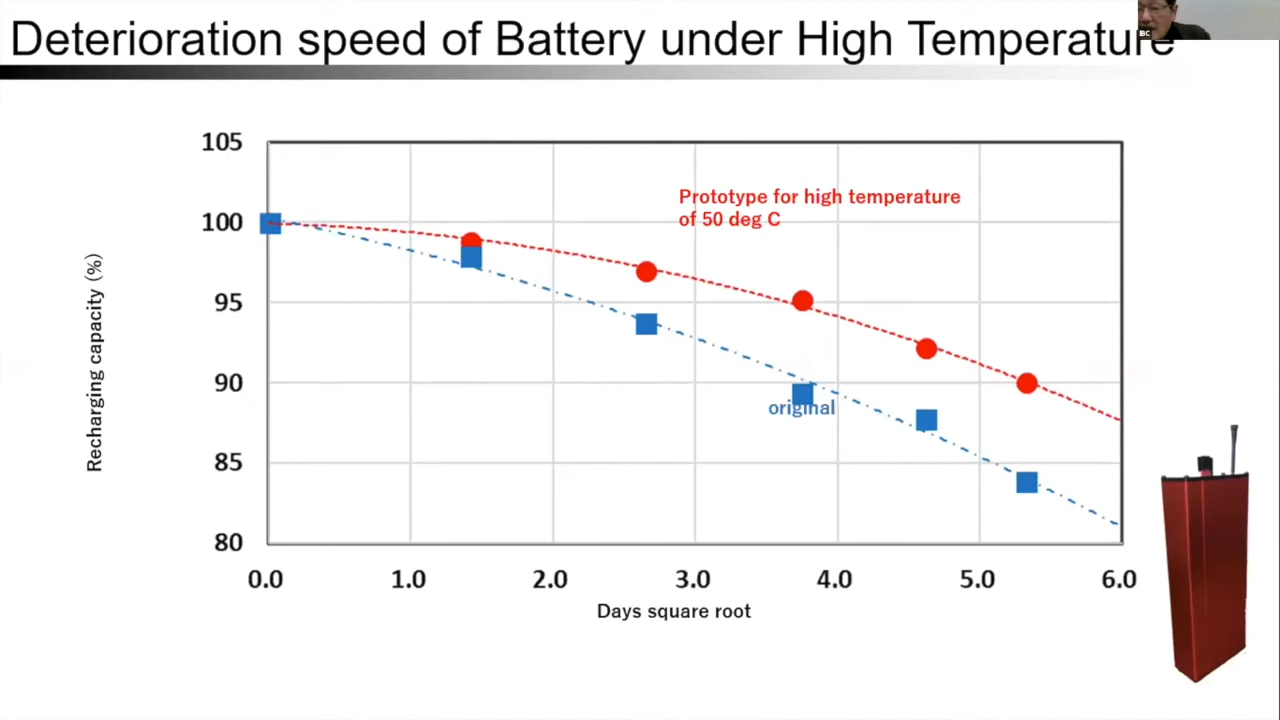 Deterioration speed of Battery under High Temperature
BC
105
100
95
90
85
80
Recharging capacity (%)
Prototype for high temperature
of 50 deg C
original
0.0 1.0 2.0 3.0 4.0 5.0 6.0
Days square root